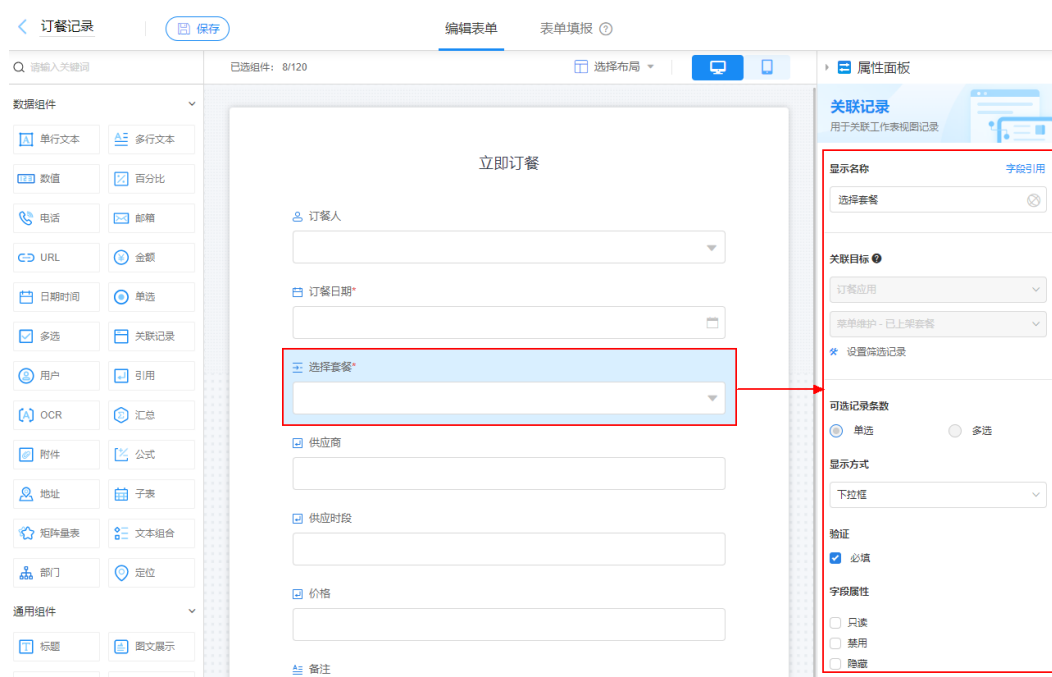 订餐记录
保存
编辑表单
表单填报
请输入关键词
已选组件: 8/120
选择布局
属性面板
数据组件
单行文本
多行文本
数值
百分比
电话
邮箱
URL
金额
日期时间
单选
多选
关联记录
用户
引用
OCR
汇总
附件
公式
地址
子表
矩阵量表
文本组合
部门
定位
通用组件
标题
图文展示
立即订餐
订餐人
订餐日期*
选择套餐*
供应商
供应时段
价格
备注
关联记录
用于关联工作表视图记录
显示名称
字段引用
选择套餐
关联目标
订餐应用
菜单维护 - 已上架套餐
设置筛选记录
可选记录条数
单选
多选
显示方式
下拉框
验证
必填
字段属性
只读
禁用
隐藏